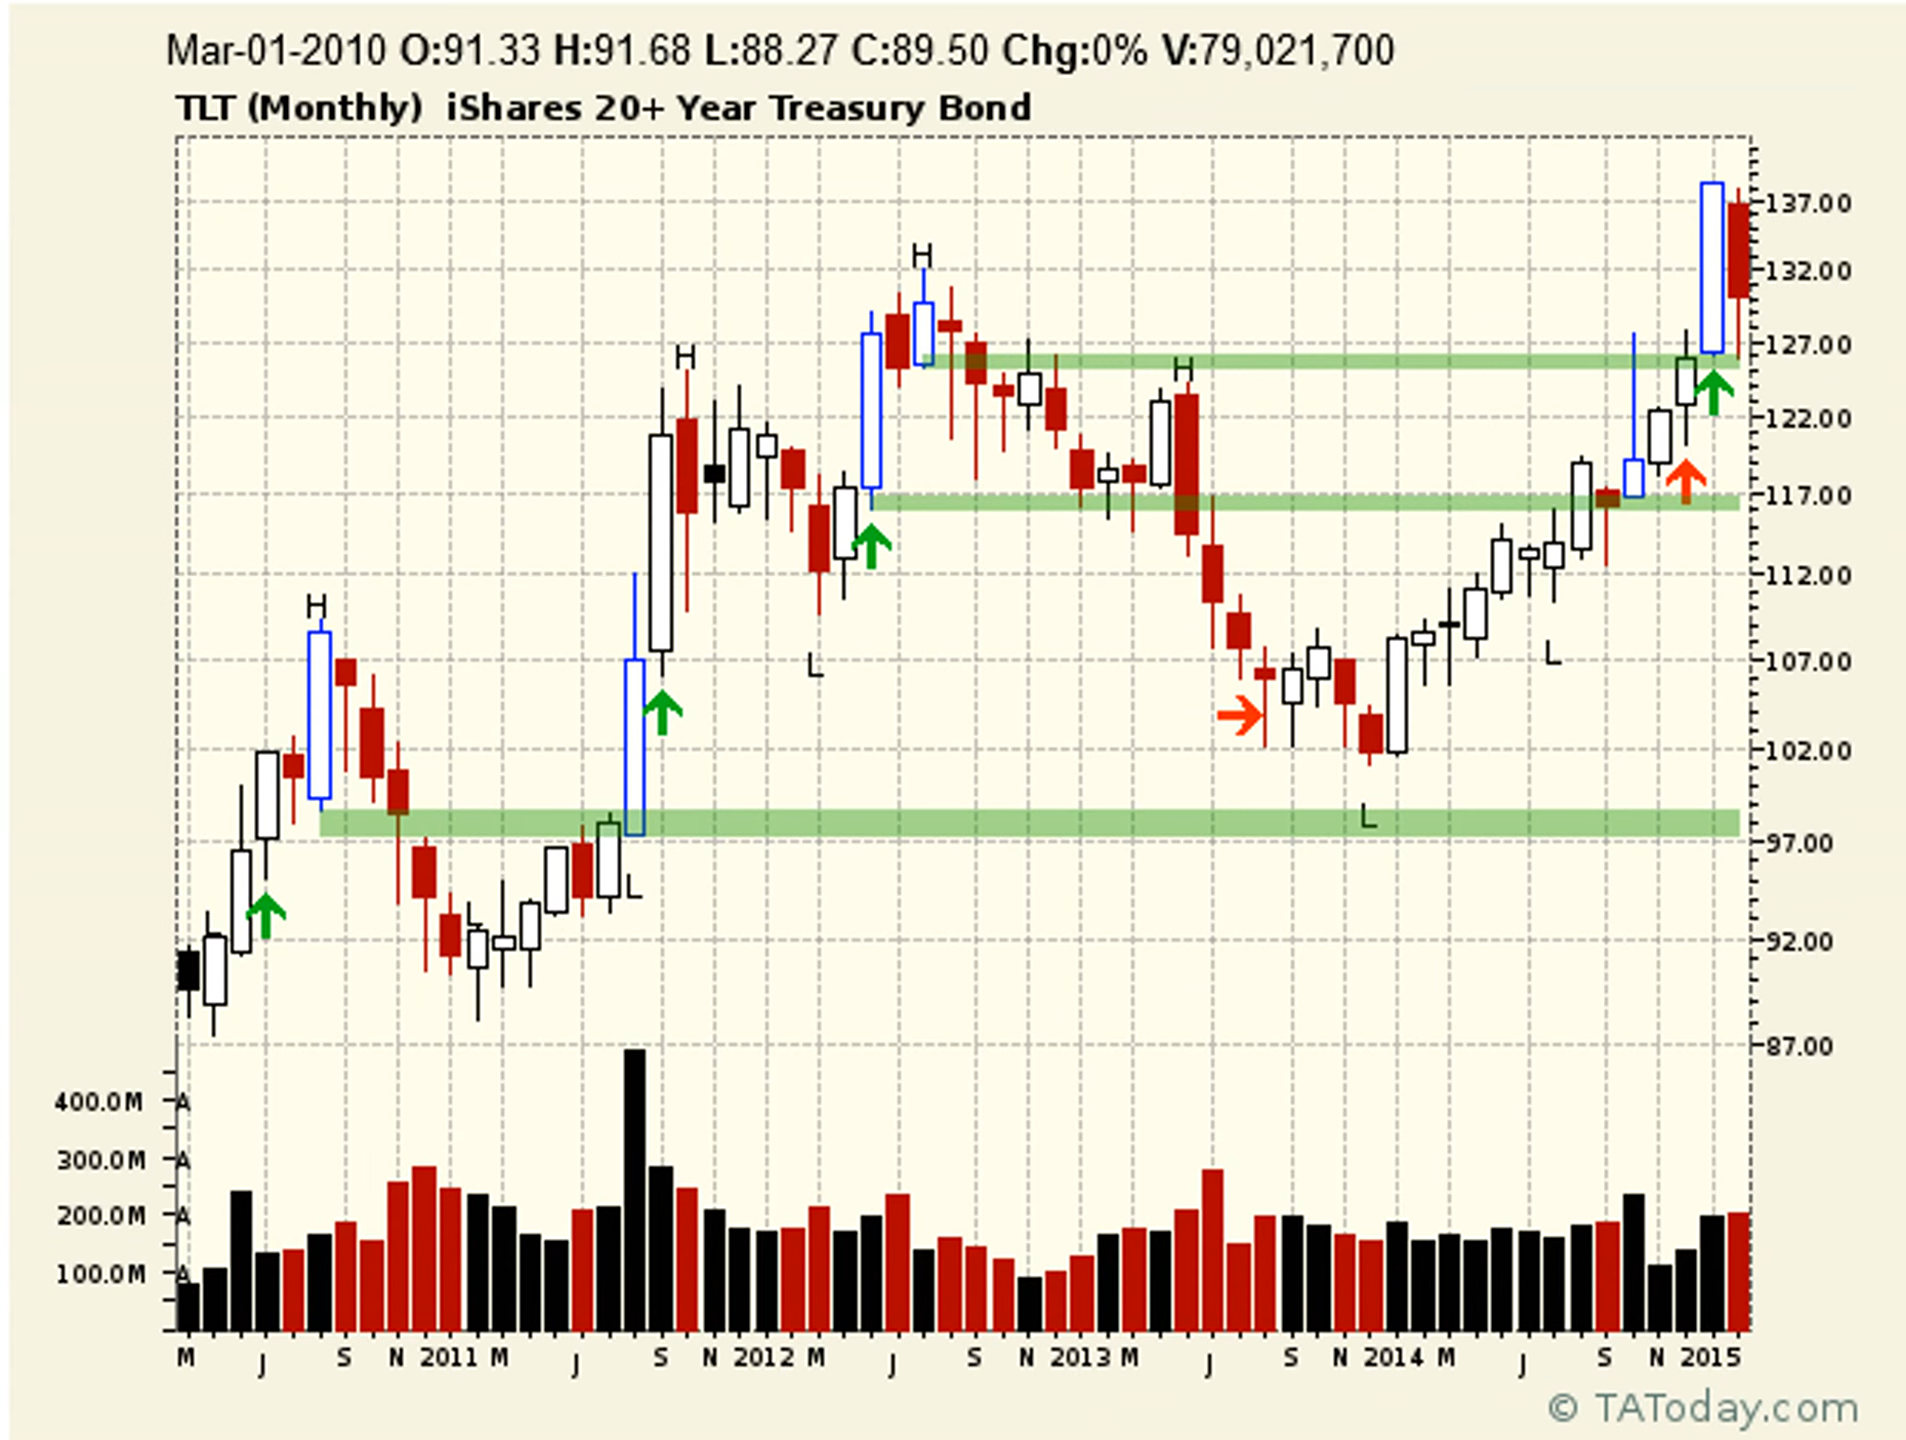 Mar-01-2010 O:91.33 H:91.68 L:88.27 C:89.50 Chg:0% V:79,021,700
TLT (Monthly) iShares 20+ Year Treasury Bond
137.00
H
132.00
H
127.00
H
122.00
117.00
112.00
H
L
L
107.00
102.00
L
97.00
L
92.00
87.00
400.0M A
300.0M A
200.0M A
100.0M A
M J S N 2011 M J S N 2012 M J S N 2013 M J S N 2014 M J S N 2015
© TAToday.com